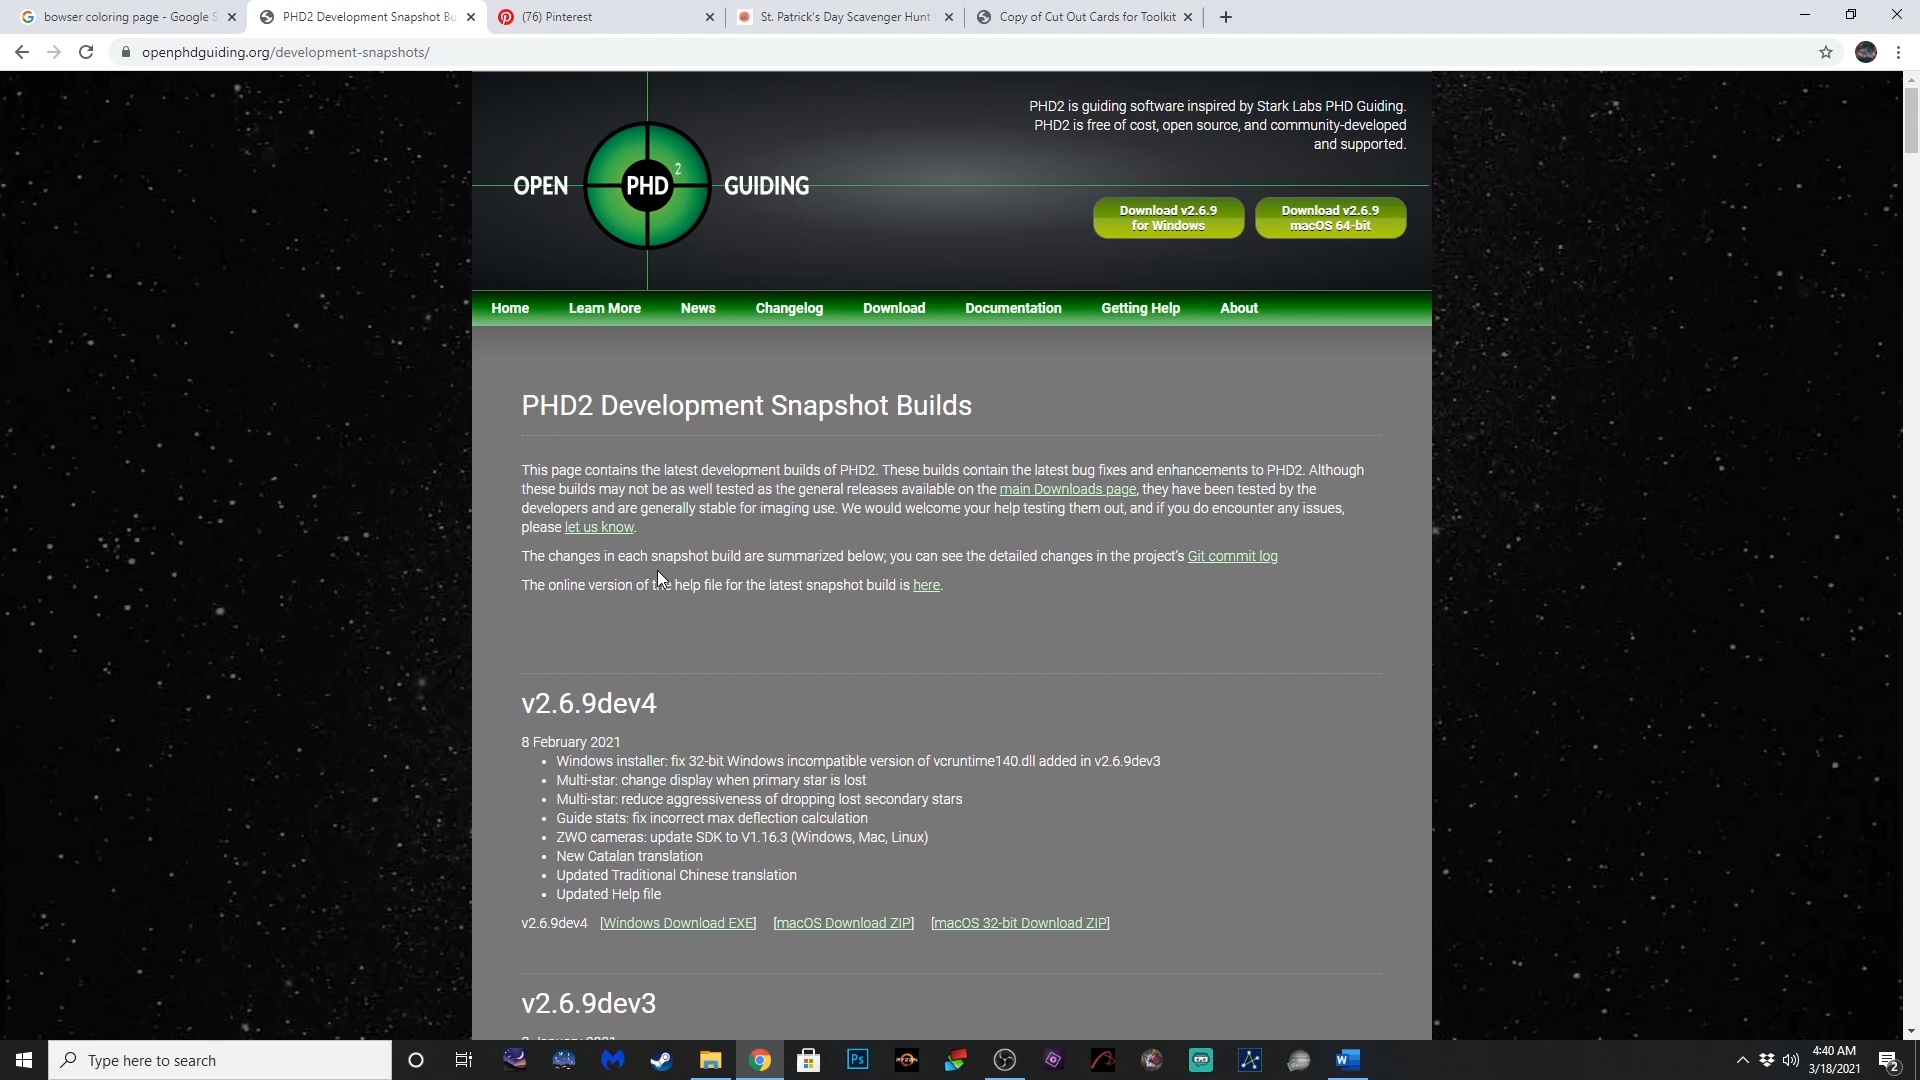 bowser coloring page - Google S
PHD2 Development Snapshot Bu
(76) Pinterest
St. Patrick's Day Scavenger Hunt
Copy of Cut Out Cards for Toolkit
openphdguiding.org/development-snapshots/
PHD2 is guiding software inspired by Stark Labs PHD Guiding.
PHD2 is free of cost, open source, and community-developed
and supported.
OPEN PHD2 GUIDING
Download v2.6.9
for Windows
Download v2.6.9
macOS 64-bit
Home Learn More News Changelog Download Documentation Getting Help About
PHD2 Development Snapshot Builds
This page contains the latest development builds of PHD2. These builds contain the latest bug fixes and enhancements to PHD2. Although
these builds may not be as well tested as the general releases available on the main Downloads page, they have been tested by the
developers and are generally stable for imaging use. We would welcome your help testing them out, and if you do encounter any issues,
please let us know.
The changes in each snapshot build are summarized below; you can see the detailed changes in the project's Git commit log
The online version of the help file for the latest snapshot build is here.
v2.6.9dev4
8 February 2021
• Windows installer: fix 32-bit Windows incompatible version of vcruntime140.dll added in v2.6.9dev3
• Multi-star: change display when primary star is lost
• Multi-star: reduce aggressiveness of dropping lost secondary stars
• Guide stats: fix incorrect max deflection calculation
• ZWO cameras: update SDK to V1.16.3 (Windows, Mac, Linux)
• New Catalan translation
• Updated Traditional Chinese translation
• Updated Help file
v2.6.9dev4 [Windows Download EXE] [macOS Download ZIP] [macOS 32-bit Download ZIP]
v2.6.9dev3
Type here to search
Ps
RYZEN
W
4:40 AM
3/18/2021
2